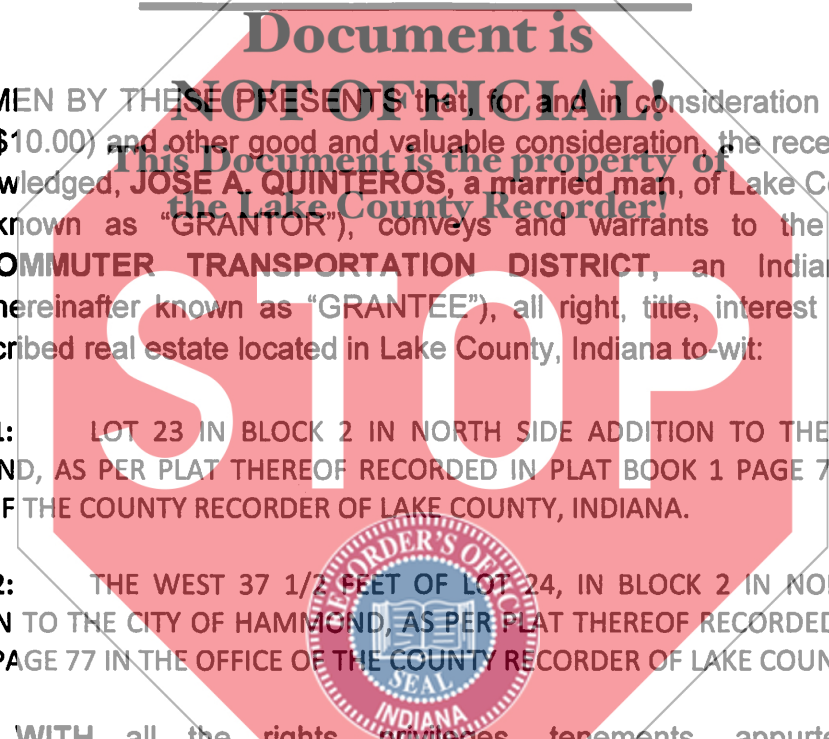 Document is
NOT OFFICIAL!
This Document is the property of
the Lake County Recorder!
STOP
MEN BY THESE PRESENTS that, for and in consideration
$10.00) and other good and valuable consideration, the rece
wledged, JOSE A. QUINTEROS, a married man, of Lake Co
known as “GRANTOR”), conveys and warrants to the
OMMUTER TRANSPORTATION DISTRICT, an Indian
hereinafter known as “GRANTEE”), all right, title, interest
cribed real estate located in Lake County, Indiana to-wit:
1: LOT 23 IN BLOCK 2 IN NORTH SIDE ADDITION TO THE
ND, AS PER PLAT THEREOF RECORDED IN PLAT BOOK 1 PAGE 7
F THE COUNTY RECORDER OF LAKE COUNTY, INDIANA.
2: THE WEST 37 1/2 FEET OF LOT 24, IN BLOCK 2 IN NO
N TO THE CITY OF HAMMOND, AS PER PLAT THEREOF RECORDED
PAGE 77 IN THE OFFICE OF THE COUNTY RECORDER OF LAKE COUN
WITH all the rights, privileges, tenements, appurte
RECORDER'S OFFIC
SEAL
INDIANA